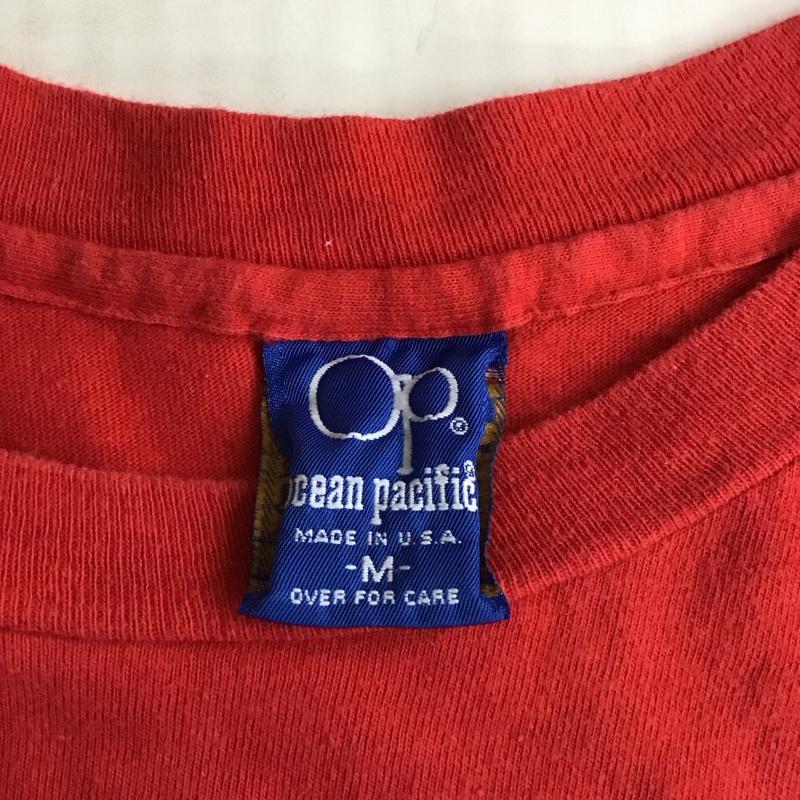 Op ®
ocean pacific®
MADE IN U.S.A.
-M-
OVER FOR CARE